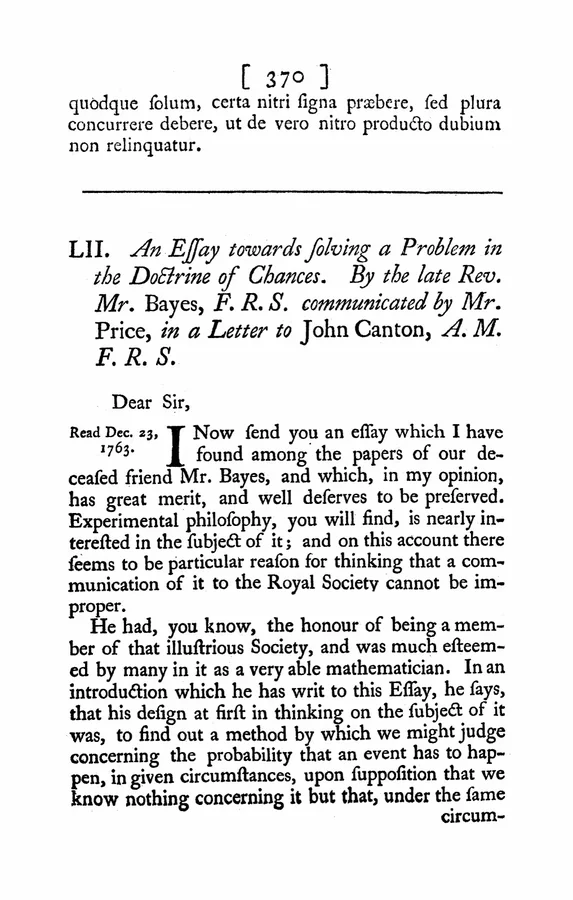 [ 370 ]
quòdque ſolum, certa nitri ſigna præbere, ſed plura
concurrere debere, ut de vero nitro producto dubium
non relinquatur.
LII. An Eſſay towards ſolving a Problem in
the Doctrine of Chances. By the late Rev.
Mr. Bayes, F. R. S. communicated by Mr.
Price, in a Letter to John Canton, A. M.
F. R. S.
Dear Sir,
Read Dec. 23,
1763.
I Now ſend you an eſſay which I have
found among the papers of our de-
ceaſed friend Mr. Bayes, and which, in my opinion,
has great merit, and well deſerves to be preſerved.
Experimental philoſophy, you will find, is nearly in-
tereſted in the ſubject of it; and on this account there
ſeems to be particular reaſon for thinking that a com-
munication of it to the Royal Society cannot be im-
proper.
He had, you know, the honour of being a mem-
ber of that illuſtrious Society, and was much eſteem-
ed by many in it as a very able mathematician. In an
introduction which he has writ to this Eſſay, he ſays,
that his deſign at firſt in thinking on the ſubject of it
was, to find out a method by which we might judge
concerning the probability that an event has to hap-
pen, in given circumſtances, upon ſuppoſition that we
know nothing concerning it but that, under the ſame
circum-